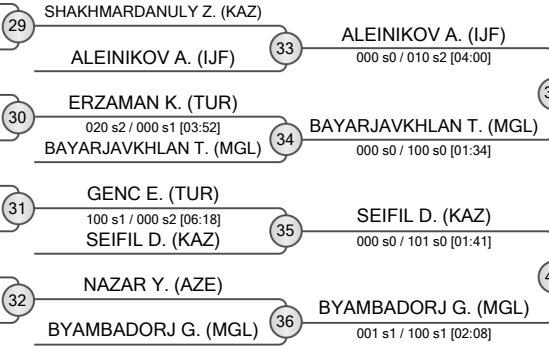 29
SHAKHMARDANULY Z. (KAZ)
ALEINIKOV A. (IJF)
33
ALEINIKOV A. (IJF)
000 s0 / 010 s2 [04:00]
30
ERZAMAN K. (TUR)
020 s2 / 000 s1 [03:52]
BAYARJAVKHLAN T. (MGL)
34
BAYARJAVKHLAN T. (MGL)
000 s0 / 100 s0 [01:34]
31
GENC E. (TUR)
100 s1 / 000 s2 [06:18]
SEIFIL D. (KAZ)
35
SEIFIL D. (KAZ)
000 s0 / 101 s0 [01:41]
32
NAZAR Y. (AZE)
BYAMBADORJ G. (MGL)
36
BYAMBADORJ G. (MGL)
001 s1 / 100 s1 [02:08]